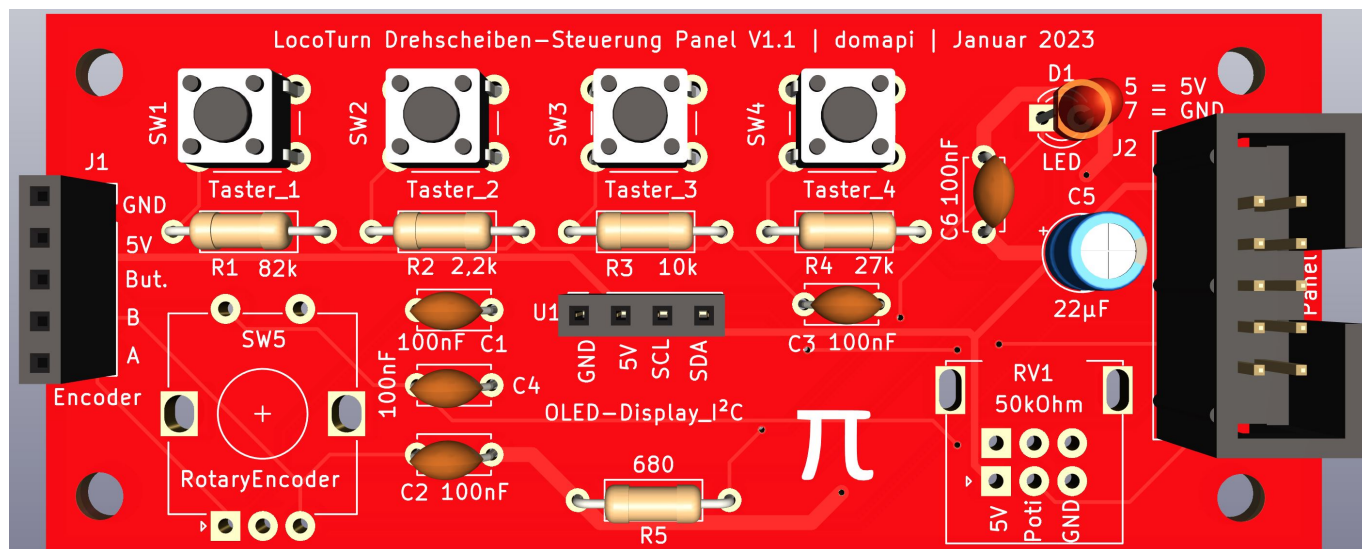 LocoTurn Drehscheiben-Steuerung Panel V1.1 | domapi | Januar 2023
SW1
SW2
SW3
SW4
D1
5 = 5V
7 = GND
LED
J2
J1
Taster_1
Taster_2
Taster_3
Taster_4
C6 100nF
C5
+
GND
5V
But.
B
A
Encoder
R1 82k
R2 2,2k
R3 10k
R4 27k
22µF
Panel
SW5
100nF C1
U1
GND
5V
SCL
SDA
C3 100nF
100nF
C4
OLED-Display_I²C
RV1
50kOhm
π
RotaryEncoder
C2 100nF
680
R5
5V
Poti
GND